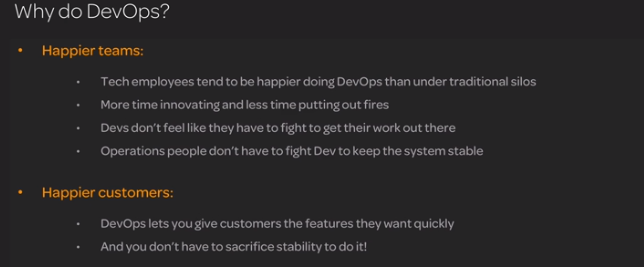 Why do DevOps?
• Happier teams:
• Tech employees tend to be happier doing DevOps than under traditional silos
• More time innovating and less time putting out fires
• Devs don't feel like they have to fight to get their work out there
• Operations people don't have to fight Dev to keep the system stable
• Happier customers:
• DevOps lets you give customers the features they want quickly
• And you don't have to sacrifice stability to do it!